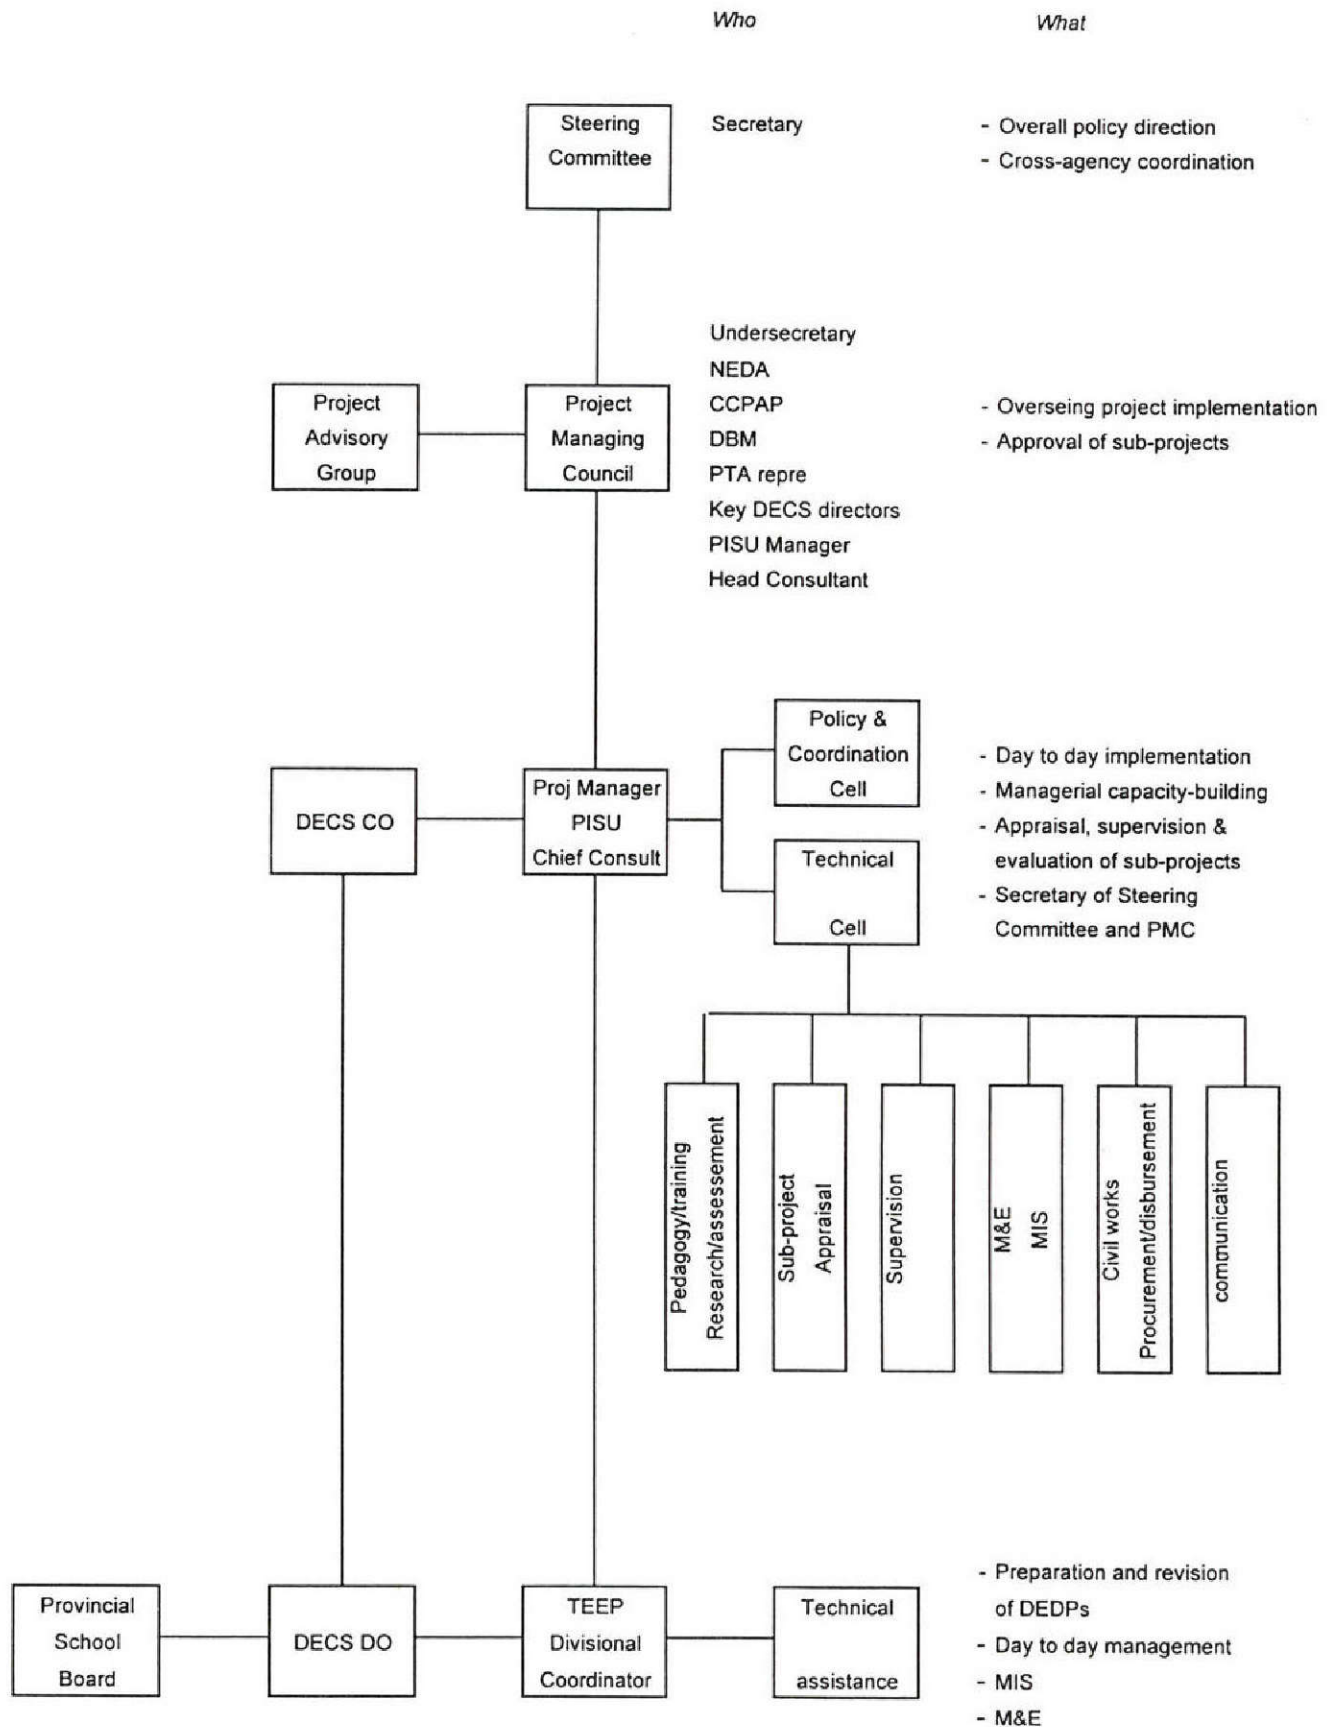 Who
What
Steering
Committee
Secretary
- Overall policy direction
- Cross-agency coordination
Project
Advisory
Group
Project
Managing
Council
Undersecretary
NEDA
CCPAP
DBM
PTA repre
Key DECS directors
PISU Manager
Head Consultant
- Overseing project implementation
- Approval of sub-projects
DECS CO
Proj Manager
PISU
Chief Consult
Policy &
Coordination
Cell
Technical
Cell
- Day to day implementation
- Managerial capacity-building
- Appraisal, supervision &
evaluation of sub-projects
- Secretary of Steering
Committee and PMC
Pedagogy/training
Research/assessement
Sub-project
Appraisal
Supervision
M&E
MIS
Civil works
Procurement/disbursement
communication
Provincial
School
Board
DECS DO
TEEP
Divisional
Coordinator
Technical
assistance
- Preparation and revision
of DEDPs
- Day to day management
- MIS
- M&E